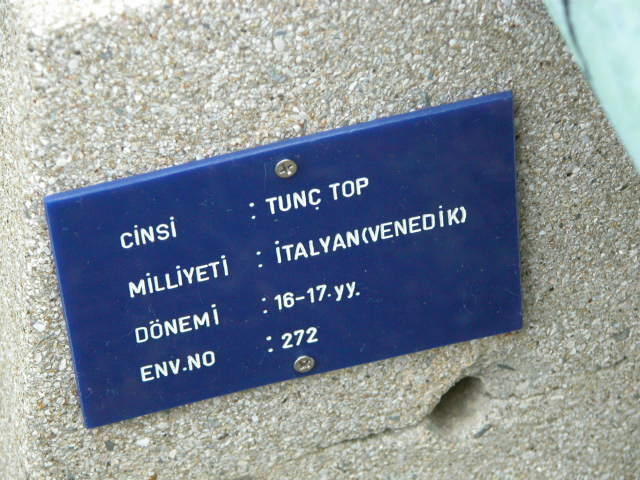 CİNSİ : TUNÇ TOP
MİLLİYETİ : İTALYAN(VENEDİK)
DÖNEMİ : 16-17.yy.
ENV.NO : 272